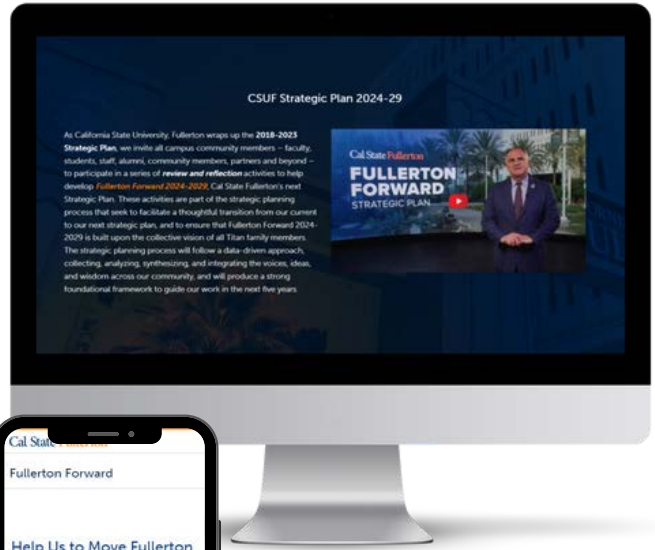 CSUF Strategic Plan 2024-29
As California State University, Fullerton wraps up the 2018-2023
Strategic Plan, we invite all campus community members – faculty,
students, staff, alumni, community members, partners and beyond –
to participate in a series of review and reflection activities to help
develop Fullerton Forward 2024-2029, Cal State Fullerton's next
Strategic Plan. These activities are part of the strategic planning
process that seek to facilitate a thoughtful transition from our current
to our next strategic plan, and to ensure that Fullerton Forward 2024-
2029 is built upon the collective vision of all Titan family members.
The strategic planning process will follow a data-driven approach,
collecting, analyzing, synthesizing, and integrating the voices, ideas,
and wisdom across our community, and will produce a strong
foundational framework to guide our work in the next five years.
Cal State Fullerton
FULLERTON
FORWARD
STRATEGIC PLAN
Cal State
Fullerton Forward
Help Us to Move Fullerton